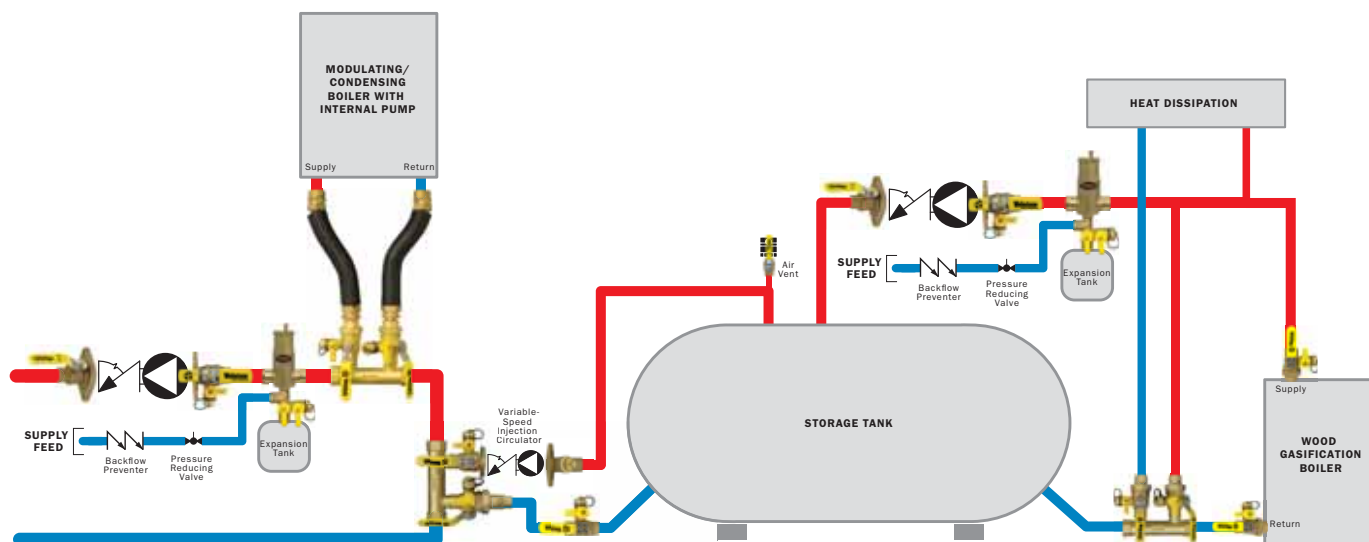 MODULATING/
CONDENSING
BOILER WITH
INTERNAL PUMP
Supply
Return
HEAT DISSIPATION
Air
Vent
SUPPLY
FEED
Backflow
Preventer
Pressure
Reducing
Valve
Expansion
Tank
Supply
WOOD
GASIFICATION
BOILER
Return
STORAGE TANK
Variable-
Speed
Injection
Circulator
SUPPLY
FEED
Backflow
Preventer
Pressure
Reducing
Valve
Expansion
Tank